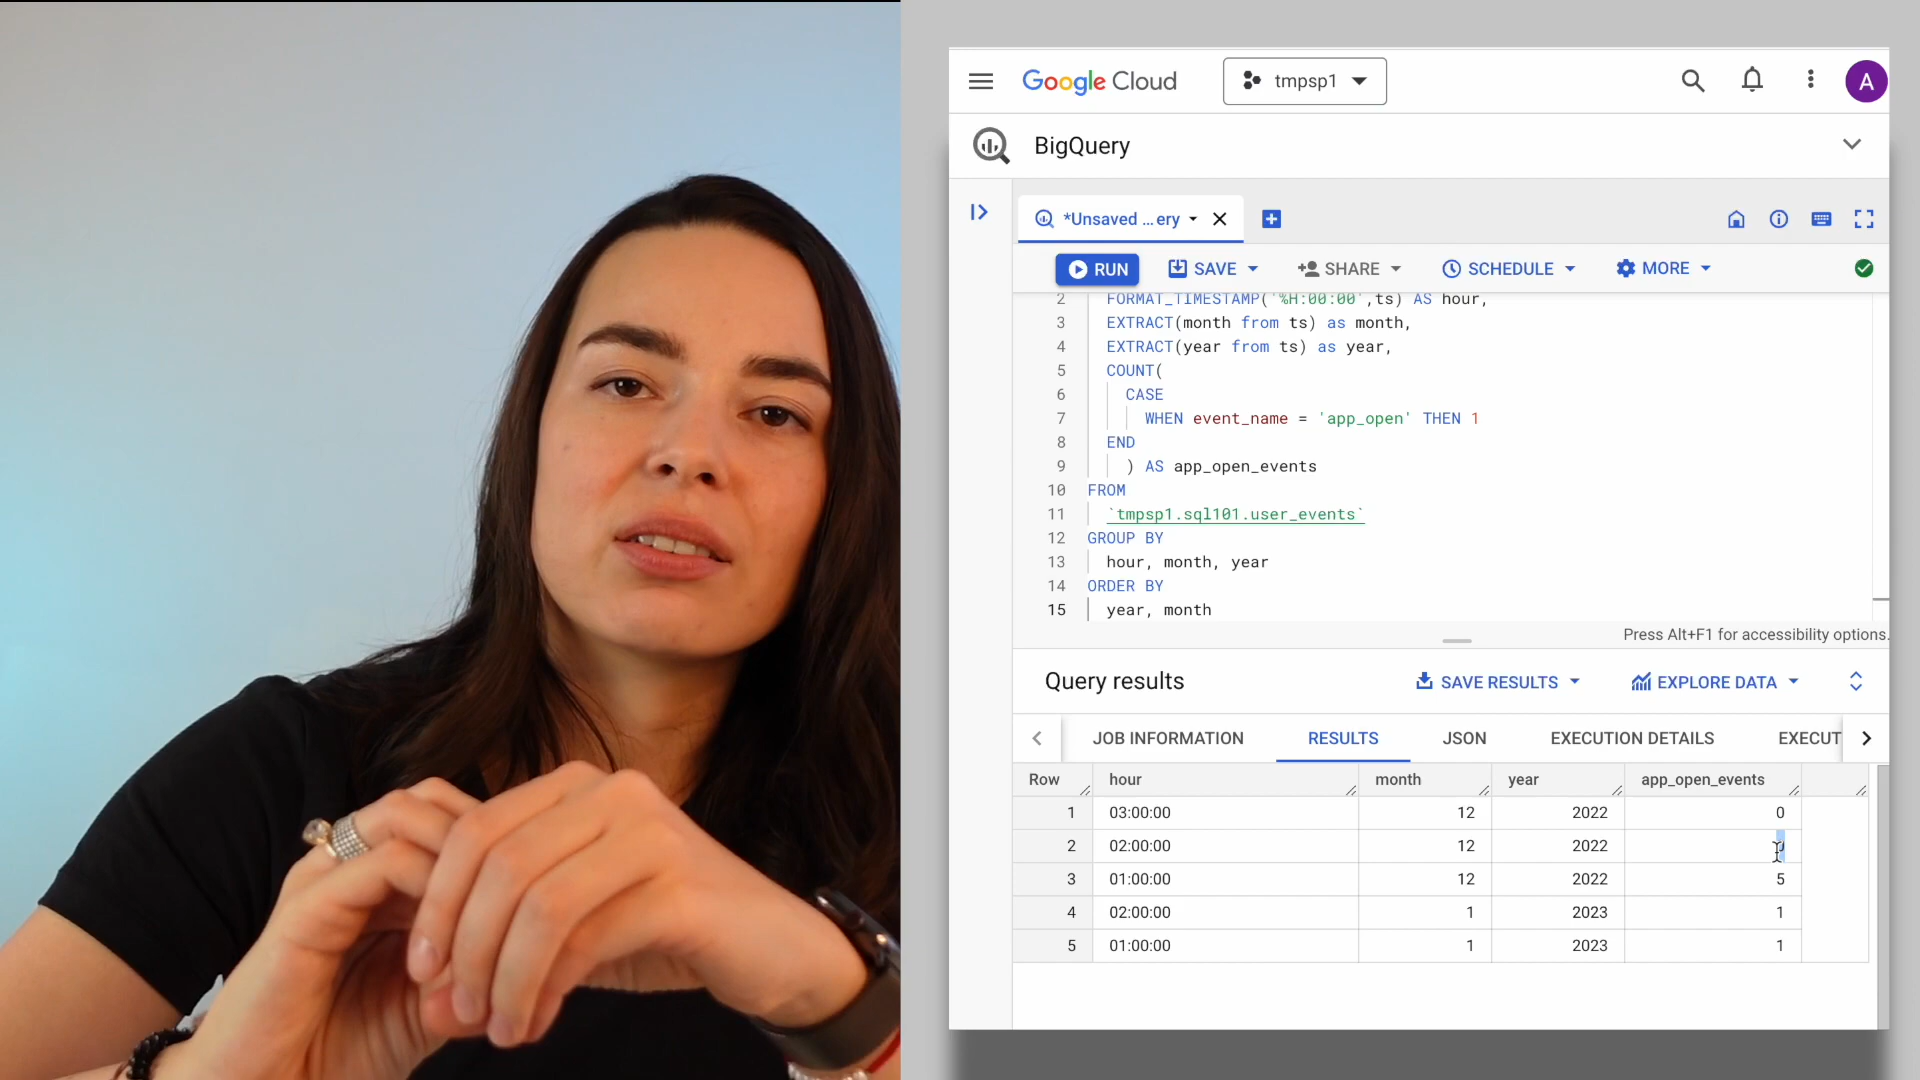 Google Cloud
tmpsp1
A
BigQuery
*Unsaved ...ery
RUN
SAVE
SHARE
SCHEDULE
MORE
2 FORMAT_TIMESTAMP('%H:00:00',ts) AS hour,
3 EXTRACT(month from ts) as month,
4 EXTRACT(year from ts) as year,
5 COUNT(
6 CASE
7 WHEN event_name = 'app_open' THEN 1
8 END
9 ) AS app_open_events
10 FROM
11 `tmpsp1.sql101.user_events`
12 GROUP BY
13 hour, month, year
14 ORDER BY
15 year, month
Press Alt+F1 for accessibility options.
Query results
SAVE RESULTS
EXPLORE DATA
JOB INFORMATION
RESULTS
JSON
EXECUTION DETAILS
EXECUT
Row hour month year app_open_events
1 03:00:00 12 2022 0
2 02:00:00 12 2022
3 01:00:00 12 2022 5
4 02:00:00 1 2023 1
5 01:00:00 1 2023 1